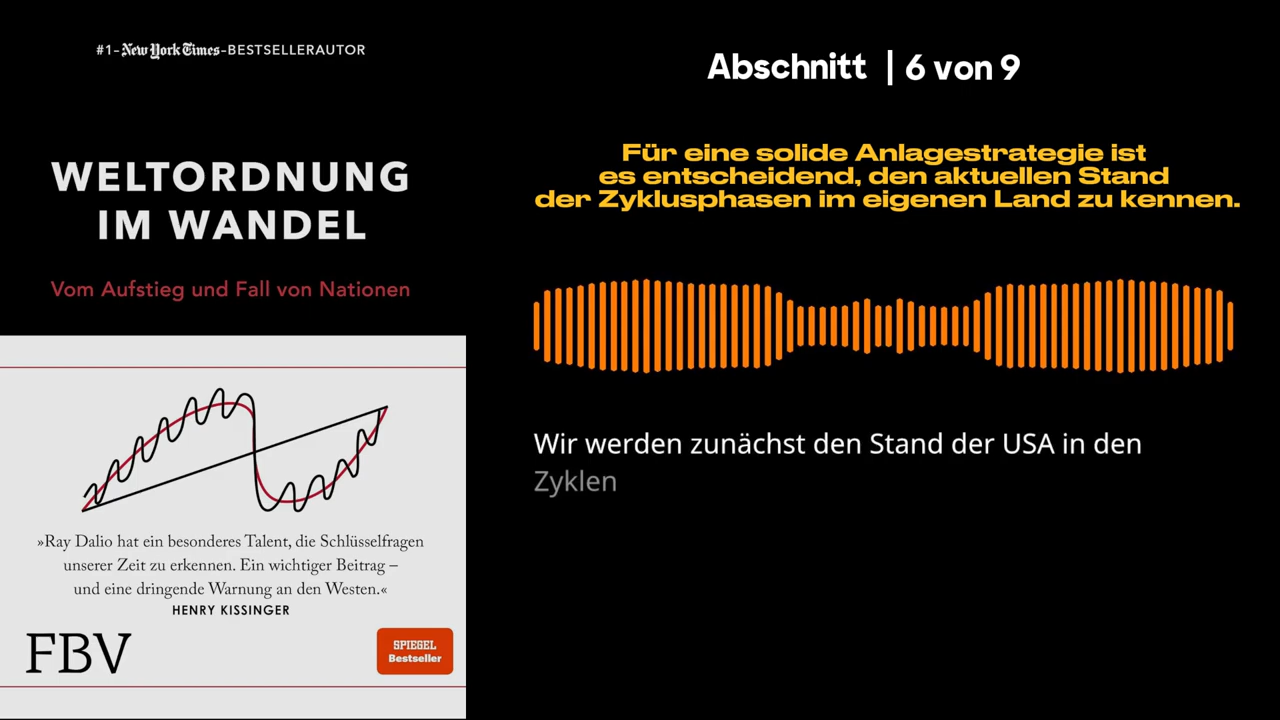 #1-New York Times-BESTSELLERAUTOR
WELTORDNUNG
IM WANDEL
Vom Aufstieg und Fall von Nationen
»Ray Dalio hat ein besonderes Talent, die Schlüsselfragen
unserer Zeit zu erkennen. Ein wichtiger Beitrag –
und eine dringende Warnung an den Westen.«
HENRY KISSINGER
FBV
SPIEGEL
Bestseller
Abschnitt | 6 von 9
Für eine solide Anlagestrategie ist
es entscheidend, den aktuellen Stand
der Zyklusphasen im eigenen Land zu kennen.
Wir werden zunächst den Stand der USA in den
Zyklen